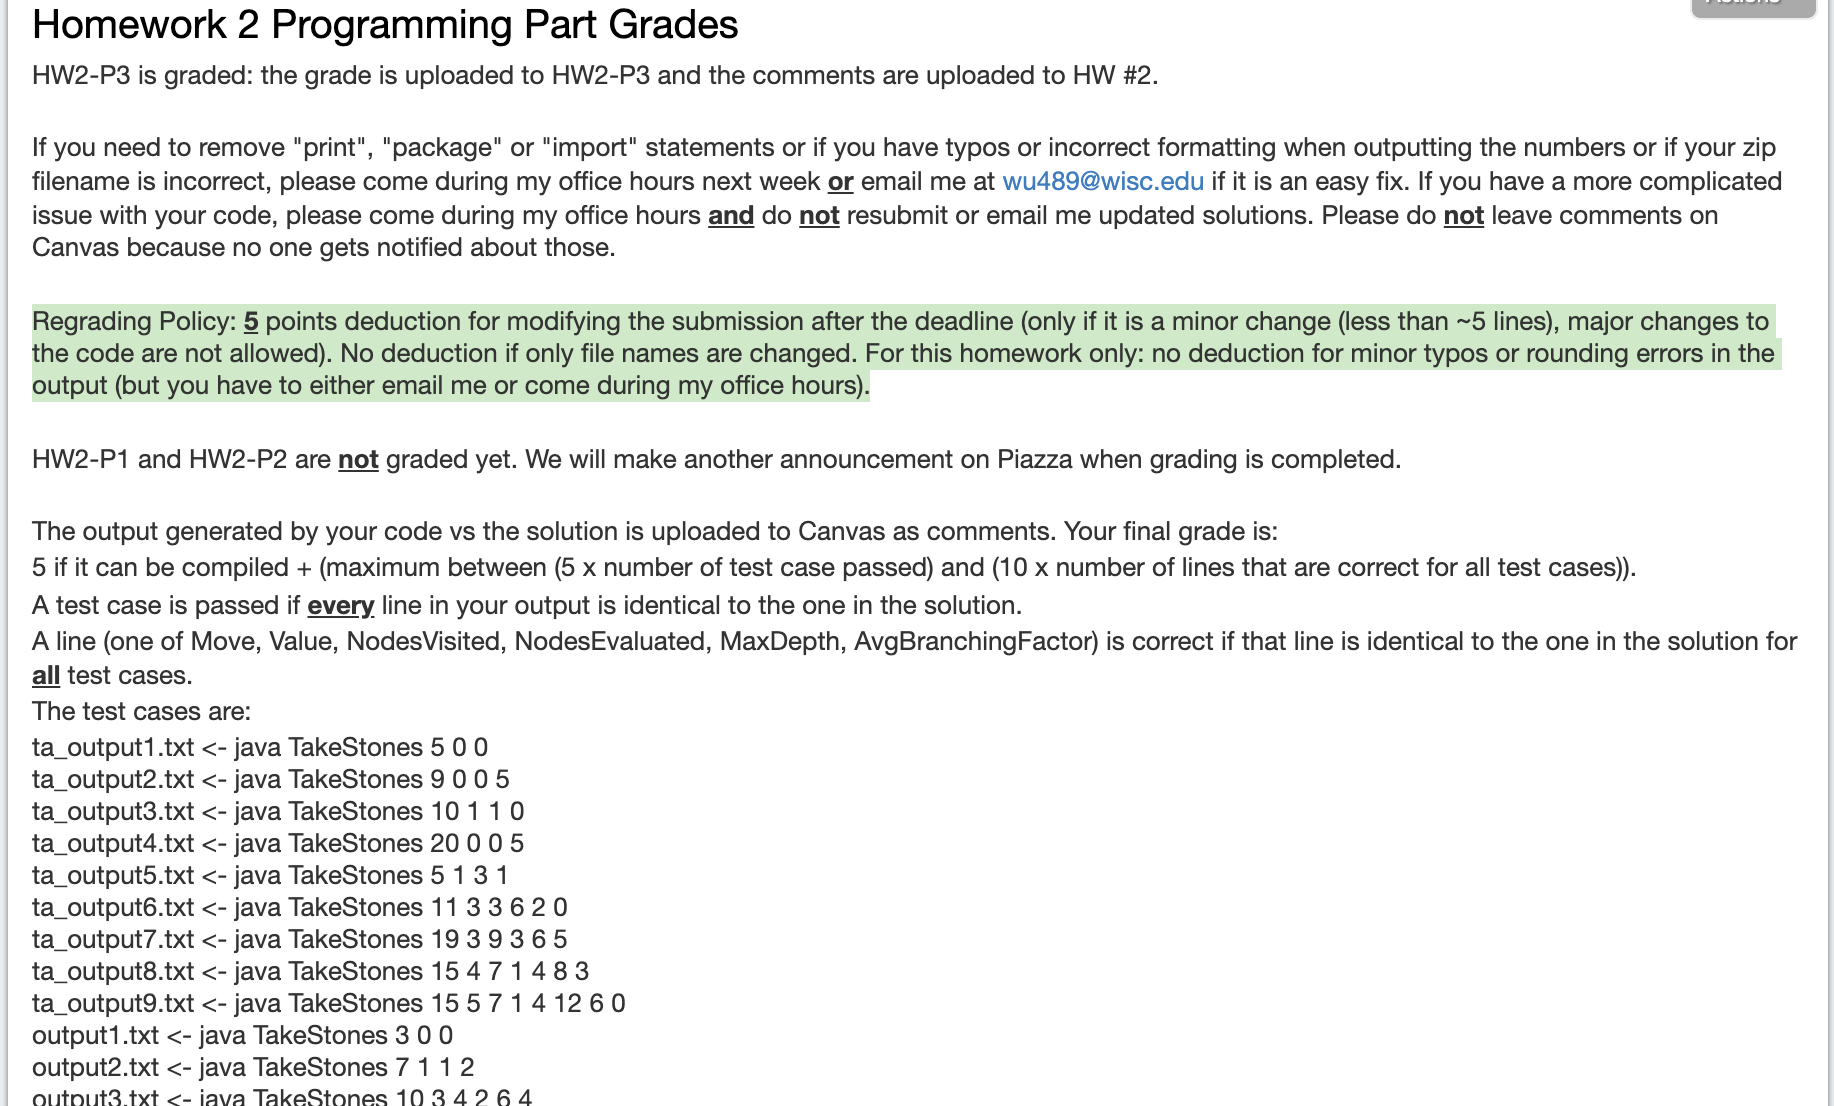 Homework 2 Programming Part Grades
HW2-P3 is graded: the grade is uploaded to HW2-P3 and the comments are uploaded to HW #2.
If you need to remove "print", "package" or "import" statements or if you have typos or incorrect formatting when outputting the numbers or if your zip
filename is incorrect, please come during my office hours next week or email me at wu489@wisc.edu if it is an easy fix. If you have a more complicated
issue with your code, please come during my office hours and do not resubmit or email me updated solutions. Please do not leave comments on
Canvas because no one gets notified about those.
Regrading Policy: 5 points deduction for modifying the submission after the deadline (only if it is a minor change (less than ~5 lines), major changes to
the code are not allowed). No deduction if only file names are changed. For this homework only: no deduction for minor typos or rounding errors in the
output (but you have to either email me or come during my office hours).
HW2-P1 and HW2-P2 are not graded yet. We will make another announcement on Piazza when grading is completed.
The output generated by your code vs the solution is uploaded to Canvas as comments. Your final grade is:
5 if it can be compiled + (maximum between (5 x number of test case passed) and (10 x number of lines that are correct for all test cases)).
A test case is passed if every line in your output is identical to the one in the solution.
A line (one of Move, Value, NodesVisited, NodesEvaluated, MaxDepth, AvgBranchingFactor) is correct if that line is identical to the one in the solution for
all test cases.
The test cases are:
ta_output1.txt <- java TakeStones 5 0 0
ta_output2.txt <- java TakeStones 9 0 0 5
ta_output3.txt <- java TakeStones 10 1 1 0
ta_output4.txt <- java TakeStones 20 0 0 5
ta_output5.txt <- java TakeStones 5 1 3 1
ta_output6.txt <- java TakeStones 11 3 3 6 2 0
ta_output7.txt <- java TakeStones 19 3 9 3 6 5
ta_output8.txt <- java TakeStones 15 4 7 1 4 8 3
ta_output9.txt <- java TakeStones 15 5 7 1 4 12 6 0
output1.txt <- java TakeStones 3 0 0
output2.txt <- java TakeStones 7 1 1 2
output3.txt <- java TakeStones 10 3 4 2 6 4